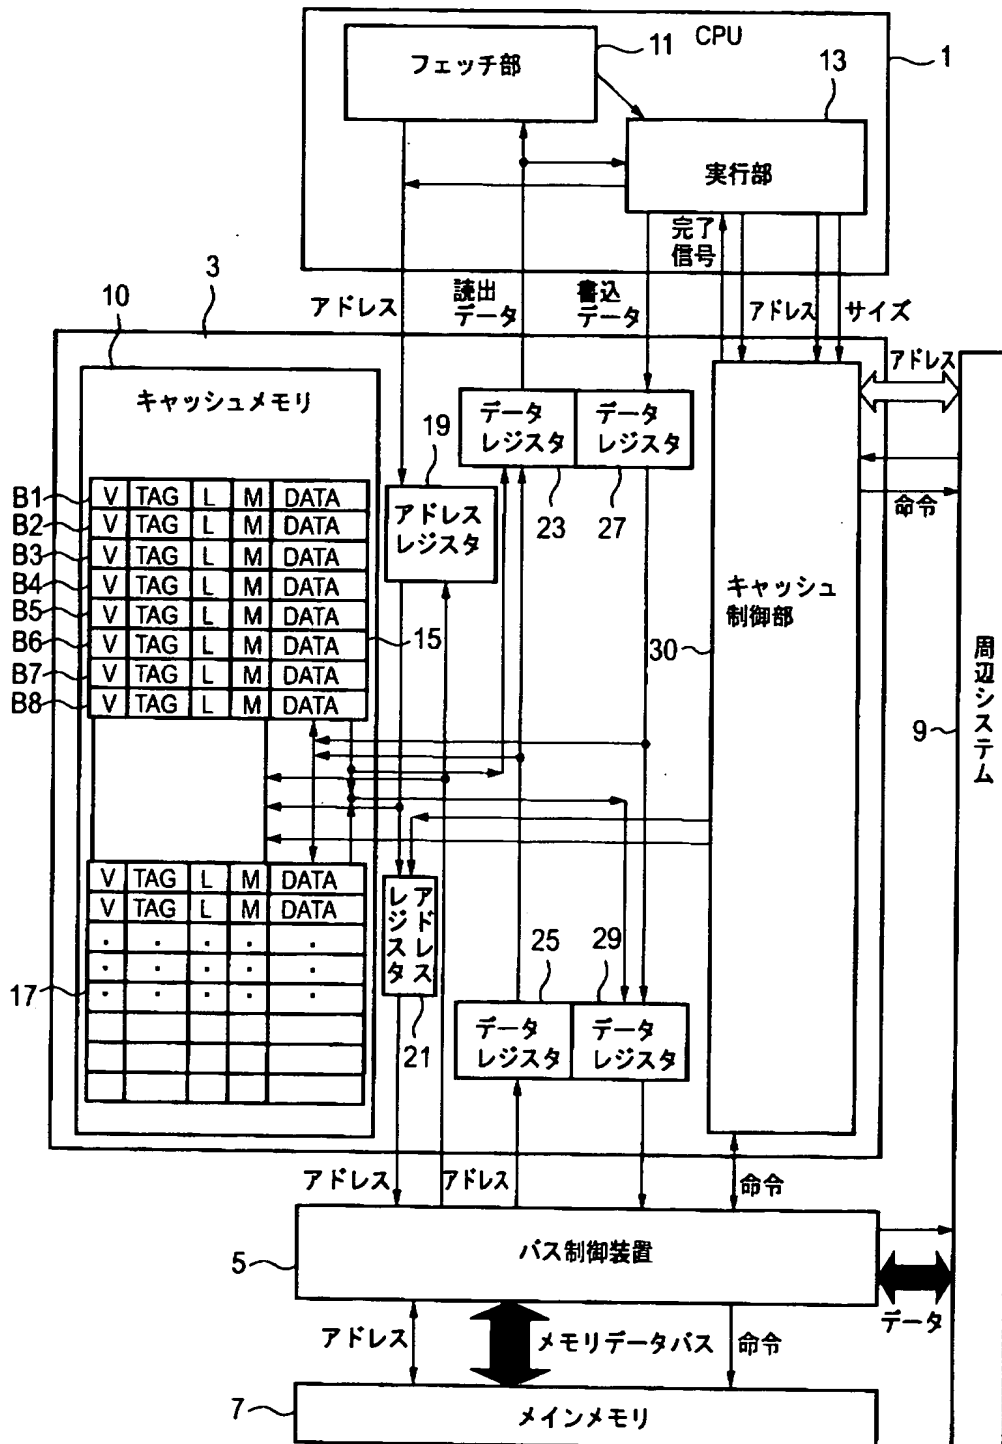 CPU
11
1
フェッチ部
13
実行部
完了
信号
3
10
アドレス
読出
データ
書込
データ
アドレス
サイズ
アドレス
キャッシュメモリ
19
データ
レジスタ
データ
レジスタ
23
27
命令
アドレス
レジスタ
B1 V TAG L M DATA
B2 V TAG L M DATA
B3 V TAG L M DATA
B4 V TAG L M DATA
B5 V TAG L M DATA
B6 V TAG L M DATA
B7 V TAG L M DATA
B8 V TAG L M DATA
15
キャッシュ
制御部
30
周辺システム
9
V TAG L M DATA
V TAG L M DATA
17
アドレス
レジスタ
21
25
29
データ
レジスタ
データ
レジスタ
アドレス
アドレス
命令
バス制御装置
5
データ
アドレス
メモリデータバス
命令
メインメモリ
7